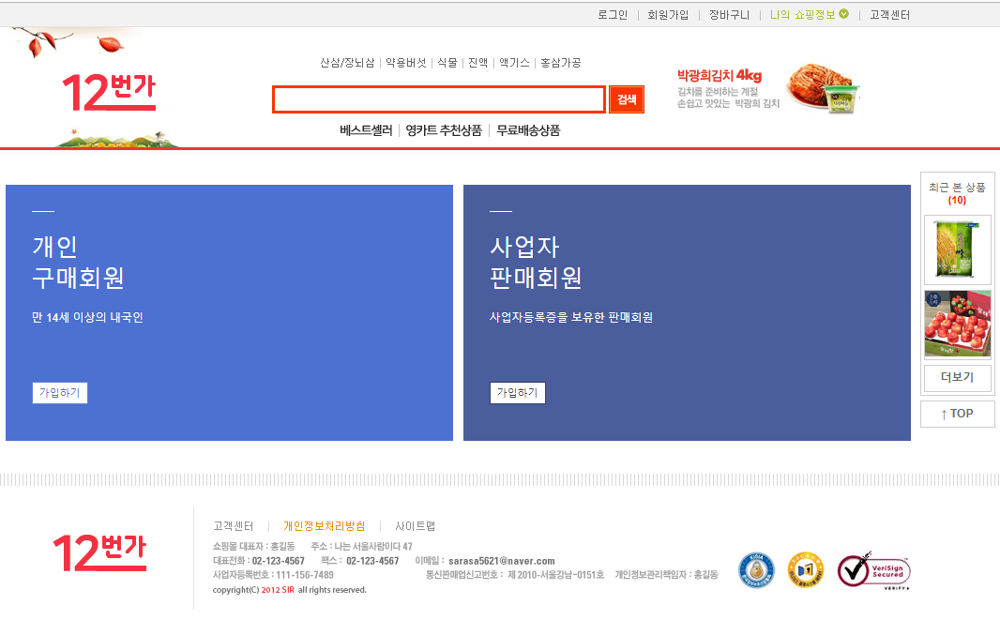 로그인 | 회원가입 | 장바구니 | 나의 쇼핑정보 | 고객센터
12번가
산삼/장뇌삼 | 약용버섯 | 식물 | 진액 | 액기스 | 홍삼가공
검색
베스트셀러 | 영카트 추천상품 | 무료배송상품
박광희김치 4kg
김치를 준비하는 계절
손쉽고 맛있는 박광희 김치
개인
구매회원
만 14세 이상의 내국인
가입하기
사업자
판매회원
사업자등록증을 보유한 판매회원
가입하기
최근 본 상품
(10)
더보기
↑ TOP
12번가
고객센터 | 개인정보처리방침 | 사이트맵
쇼핑몰 대표자 : 홍길동 주소 : 나는 서울사람이다 47
대표전화 : 02-123-4567 팩스 : 02-123-4567 이메일 : sarasa5621@naver.com
사업자등록번호 : 111-156-7489 통신판매업신고번호 : 제 2010-서울강남-0151호 개인정보관리책임자 : 홍길동
copyright(C) 2012 SIR all rights reserved.
VeriSign
Secured
VERIFY